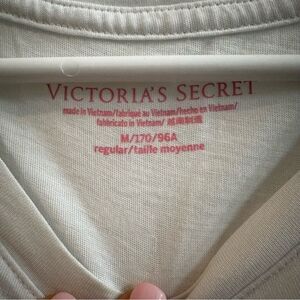 VICTORIA'S SECRET
made in Vietnam/fabriqué au Vietnam/hecho en Vietnam/
fabbricato in Vietnam/ 越南制造
M/170/96A
regular/taille moyenne